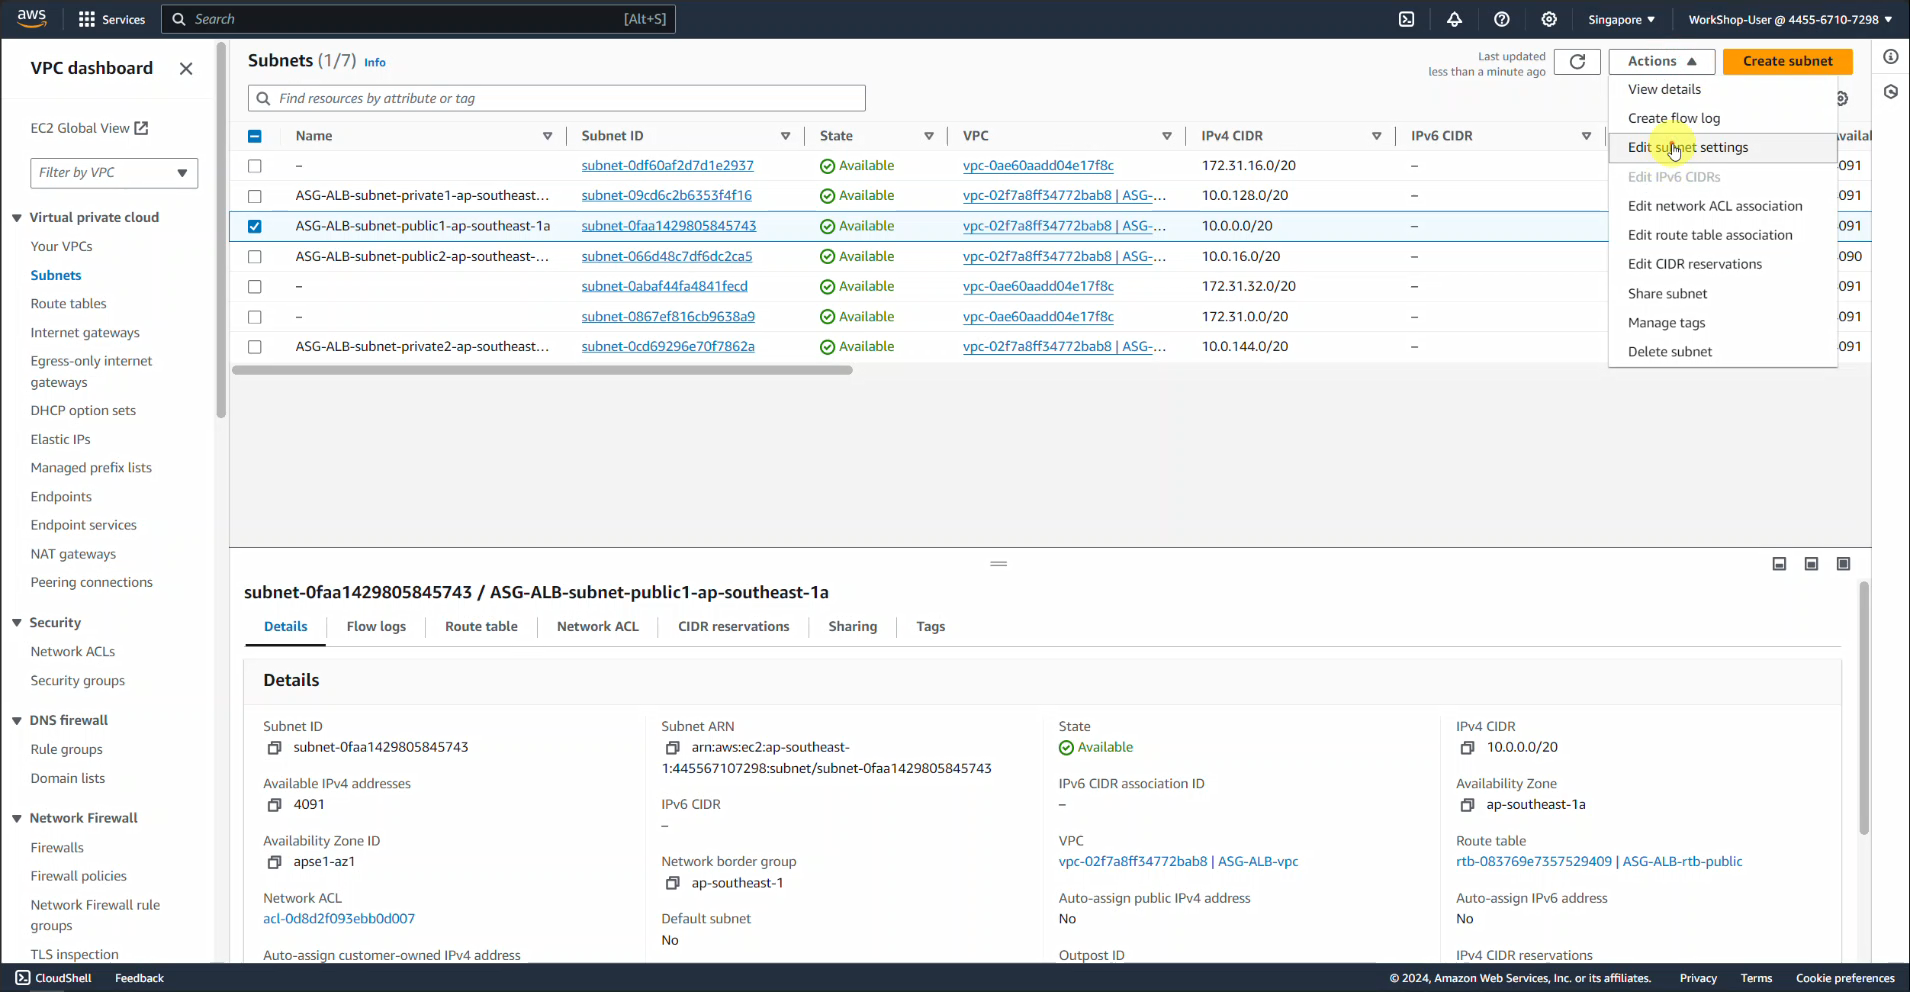 aws
Services
Search
[Alt+S]
Singapore
WorkShop-User @ 4455-6710-7298
VPC dashboard
EC2 Global View
Filter by VPC
Virtual private cloud
Your VPCs
Subnets
Route tables
Internet gateways
Egress-only internet
gateways
DHCP option sets
Elastic IPs
Managed prefix lists
Endpoints
Endpoint services
NAT gateways
Peering connections
Security
Network ACLs
Security groups
DNS firewall
Rule groups
Domain lists
Network Firewall
Firewalls
Firewall policies
Network Firewall rule
groups
TLS inspection
Subnets (1/7) Info
Last updated
less than a minute ago
Actions
Create subnet
Find resources by attribute or tag
View details
Create flow log
Edit subnet settings
Edit IPv6 CIDRs
Edit network ACL association
Edit route table association
Edit CIDR reservations
Share subnet
Manage tags
Delete subnet
Name Subnet ID State VPC IPv4 CIDR IPv6 CIDR
– subnet-0df60af2d7d1e2937 Available vpc-0ae60aadd04e17f8c 172.31.16.0/20 – 091
ASG-ALB-subnet-private1-ap-southeast... subnet-09cd6c2b6353f4f16 Available vpc-02f7a8ff34772bab8 | ASG-... 10.0.128.0/20 – 091
ASG-ALB-subnet-public1-ap-southeast-1a subnet-0faa1429805845743 Available vpc-02f7a8ff34772bab8 | ASG-... 10.0.0.0/20 – 091
ASG-ALB-subnet-public2-ap-southeast-... subnet-066d48c7df6dc2ca5 Available vpc-02f7a8ff34772bab8 | ASG-... 10.0.16.0/20 – 090
– subnet-0abaf44fa4841fecd Available vpc-0ae60aadd04e17f8c 172.31.32.0/20 – 091
– subnet-0867ef816cb9638a9 Available vpc-0ae60aadd04e17f8c 172.31.0.0/20 – 091
ASG-ALB-subnet-private2-ap-southeast... subnet-0cd69296e70f7862a Available vpc-02f7a8ff34772bab8 | ASG-... 10.0.144.0/20 – 091
subnet-0faa1429805845743 / ASG-ALB-subnet-public1-ap-southeast-1a
Details Flow logs Route table Network ACL CIDR reservations Sharing Tags
Details
Subnet ID
subnet-0faa1429805845743
Available IPv4 addresses
4091
Availability Zone ID
apse1-az1
Network ACL
acl-0d8d2f093ebb0d007
Auto-assign customer-owned IPv4 address
Subnet ARN
arn:aws:ec2:ap-southeast-
1:445567107298:subnet/subnet-0faa1429805845743
IPv6 CIDR
–
Network border group
ap-southeast-1
Default subnet
No
State
Available
IPv6 CIDR association ID
–
VPC
vpc-02f7a8ff34772bab8 | ASG-ALB-vpc
Auto-assign public IPv4 address
No
Outpost ID
IPv4 CIDR
10.0.0.0/20
Availability Zone
ap-southeast-1a
Route table
rtb-083769e7357529409 | ASG-ALB-rtb-public
Auto-assign IPv6 address
No
IPv4 CIDR reservations
CloudShell
Feedback
© 2024, Amazon Web Services, Inc. or its affiliates.
Privacy
Terms
Cookie preferences